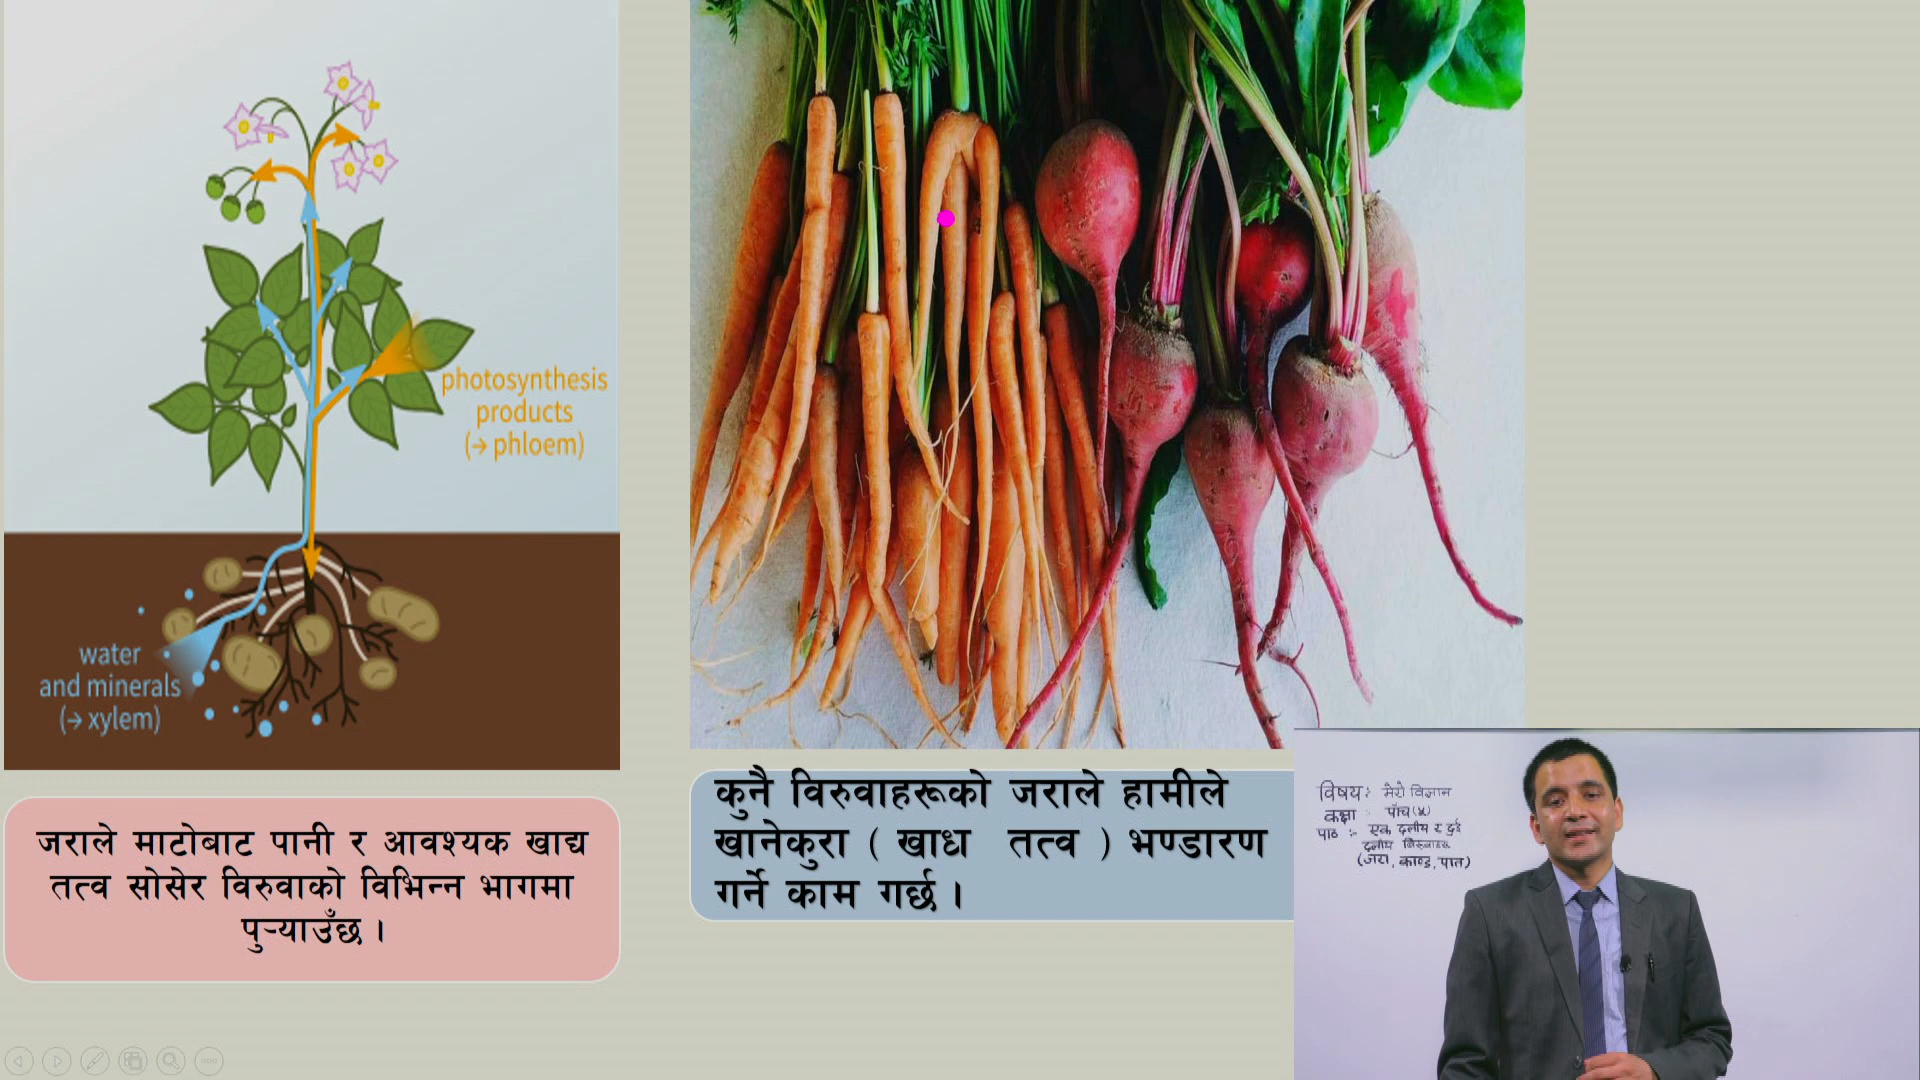 photosynthesis
products
(→ phloem)
water
and minerals
(→ xylem)
जराले माटोबाट पानी र आवश्यक खाद्य
तत्व सोसेर विरुवाको विभिन्न भागमा
पुऱ्याउँछ ।
कुनै विरुवाहरूको जराले हामीले
खानेकुरा ( खाध तत्व ) भण्डारण
गर्ने काम गर्छ ।
विषय: मेरो विज्ञान
कक्षा : पाँच (५)
पाठ :- एक दलीय र दुई
दलीय विरुवाहरू
(जरा, काण्ड, पात)